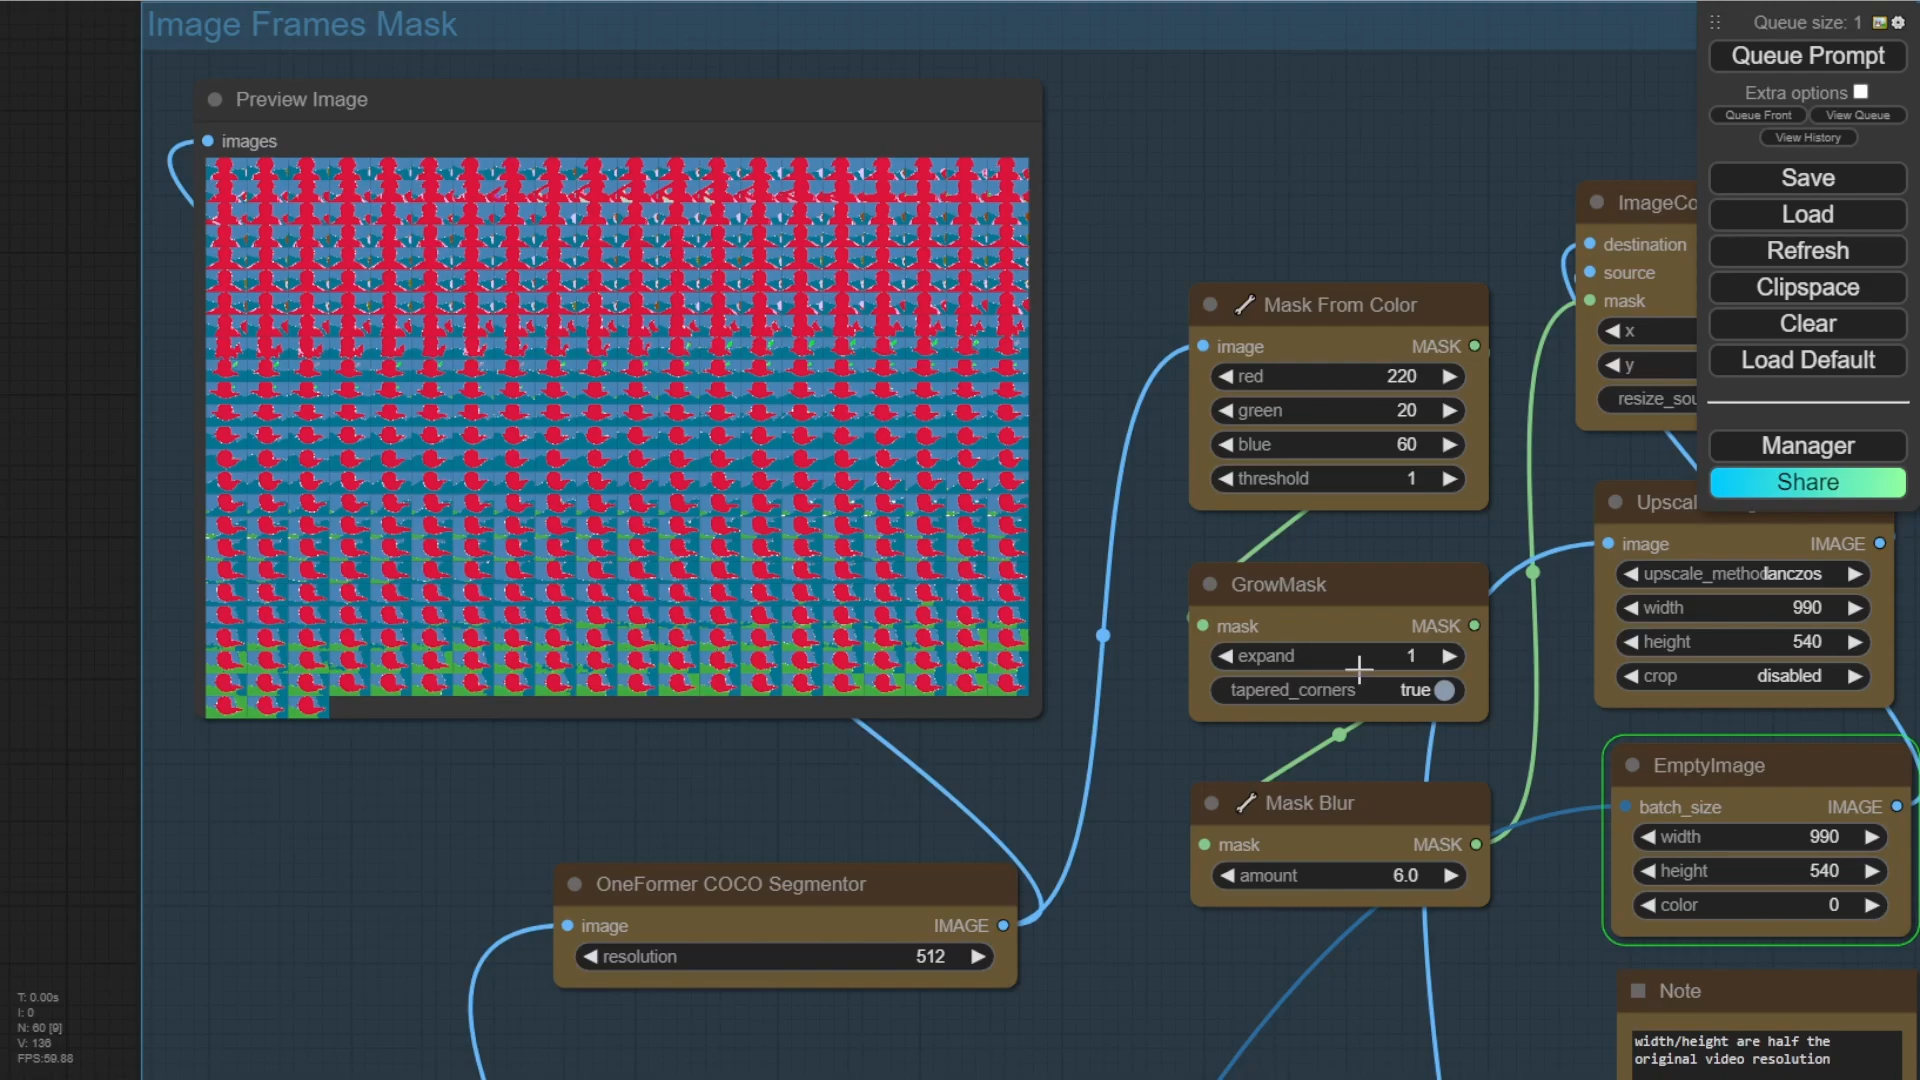 Image Frames Mask
Preview Image
images
OneFormer COCO Segmentor
image IMAGE
resolution 512
Mask From Color
image MASK
red 220
green 20
blue 60
threshold 1
GrowMask
mask MASK
expand 1
tapered_corners true
Mask Blur
mask MASK
amount 6.0
ImageCo
destination
source
mask
x
y
resize_sou
Upscal
image IMAGE
upscale_method lanczos
width 990
height 540
crop disabled
EmptyImage
batch_size IMAGE
width 990
height 540
color 0
Note
width/height are half the
original video resolution
Queue size: 1
Queue Prompt
Extra options
Queue Front View Queue
View History
Save
Load
Refresh
Clipspace
Clear
Load Default
Manager
Share
T: 0.00s
I: 0
N: 60 [9]
V: 136
FPS:59.88